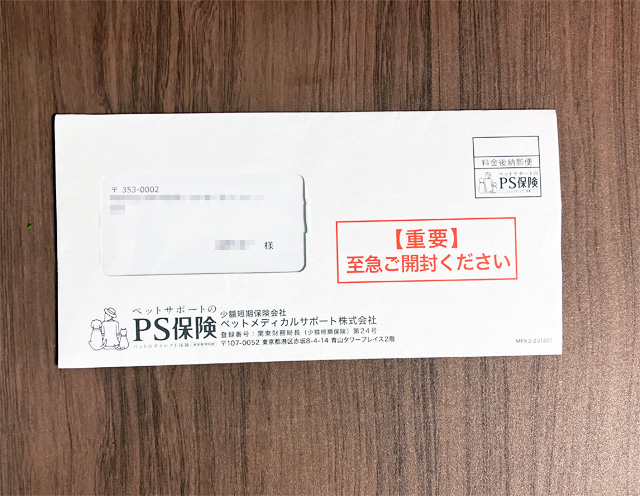 料金後納郵便
ペットサポートの
PS保険
〒 353-0002
様
【重要】
至急ご開封ください
ペットサポートの
PS保険
少額短期保険会社
ペットメディカルサポート株式会社
登録番号:関東財務局長(少額短期保険)第24号
〒107-0052 東京都港区赤坂8-4-14 青山タワープレイス2階
MPK2-231201